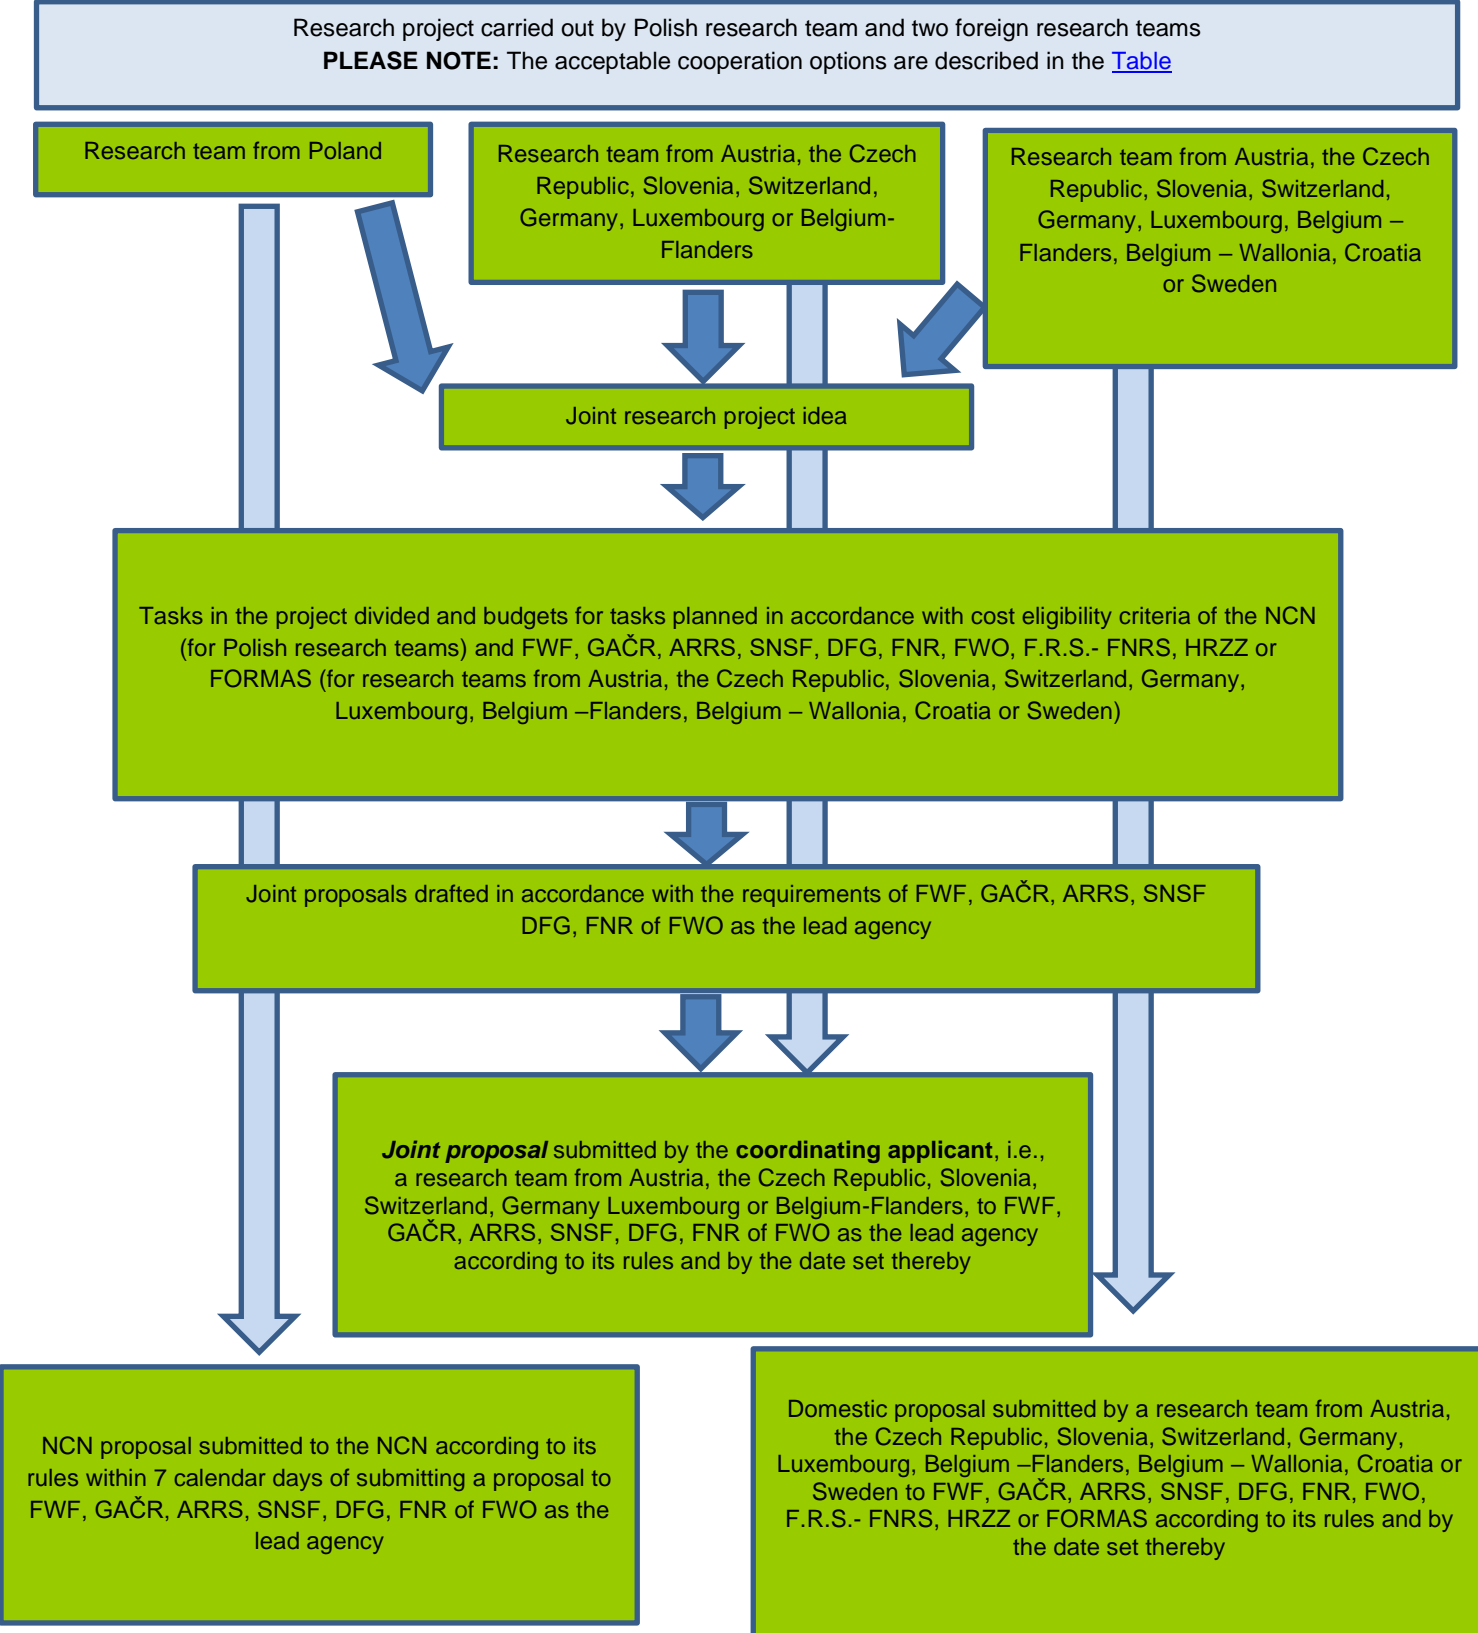 Research project carried out by Polish research team and two foreign research teams
PLEASE NOTE: The acceptable cooperation options are described in the Table
Research team from Poland
Research team from Austria, the Czech
Republic, Slovenia, Switzerland,
Germany, Luxembourg or Belgium-
Flanders
Research team from Austria, the Czech
Republic, Slovenia, Switzerland,
Germany, Luxembourg, Belgium –
Flanders, Belgium – Wallonia, Croatia
or Sweden
Joint research project idea
Tasks in the project divided and budgets for tasks planned in accordance with cost eligibility criteria of the NCN
(for Polish research teams) and FWF, GAČR, ARRS, SNSF, DFG, FNR, FWO, F.R.S.- FNRS, HRZZ or
FORMAS (for research teams from Austria, the Czech Republic, Slovenia, Switzerland, Germany,
Luxembourg, Belgium –Flanders, Belgium – Wallonia, Croatia or Sweden)
Joint proposals drafted in accordance with the requirements of FWF, GAČR, ARRS, SNSF
DFG, FNR of FWO as the lead agency
Joint proposal submitted by the coordinating applicant, i.e.,
a research team from Austria, the Czech Republic, Slovenia,
Switzerland, Germany Luxembourg or Belgium-Flanders, to FWF,
GAČR, ARRS, SNSF, DFG, FNR of FWO as the lead agency
according to its rules and by the date set thereby
NCN proposal submitted to the NCN according to its
rules within 7 calendar days of submitting a proposal to
FWF, GAČR, ARRS, SNSF, DFG, FNR of FWO as the
lead agency
Domestic proposal submitted by a research team from Austria,
the Czech Republic, Slovenia, Switzerland, Germany,
Luxembourg, Belgium –Flanders, Belgium – Wallonia, Croatia or
Sweden to FWF, GAČR, ARRS, SNSF, DFG, FNR, FWO,
F.R.S.- FNRS, HRZZ or FORMAS according to its rules and by
the date set thereby